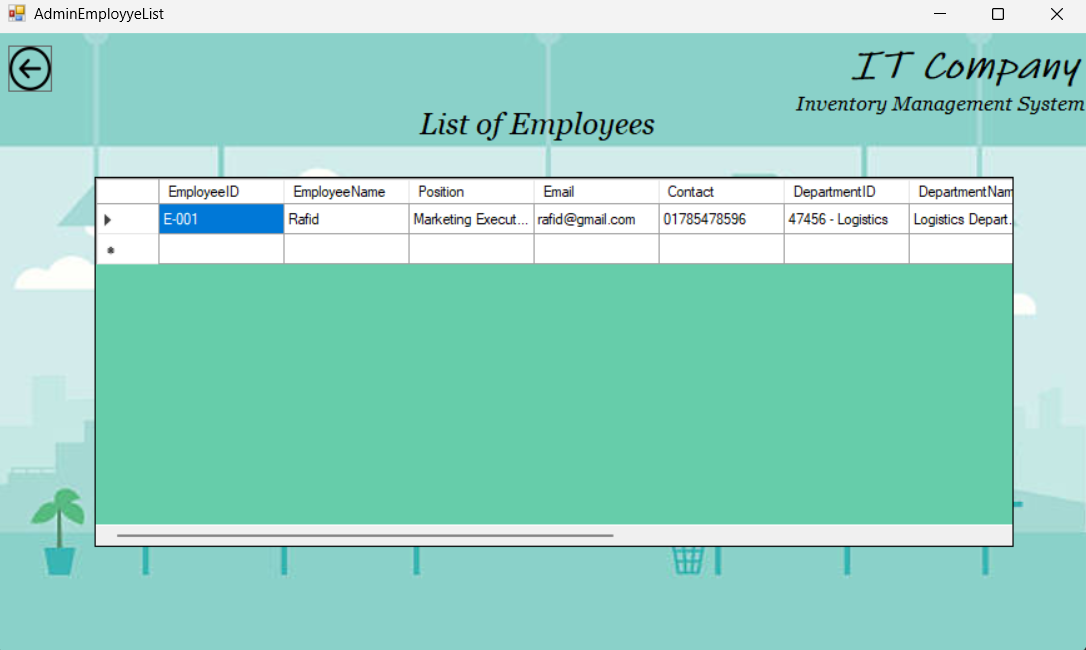 AdminEmployyeList
IT Company
Inventory Management System
List of Employees
EmployeeID EmployeeName Position Email Contact DepartmentID DepartmentNam
E-001 Rafid Marketing Execut... rafid@gmail.com 01785478596 47456 - Logistics Logistics Depart...